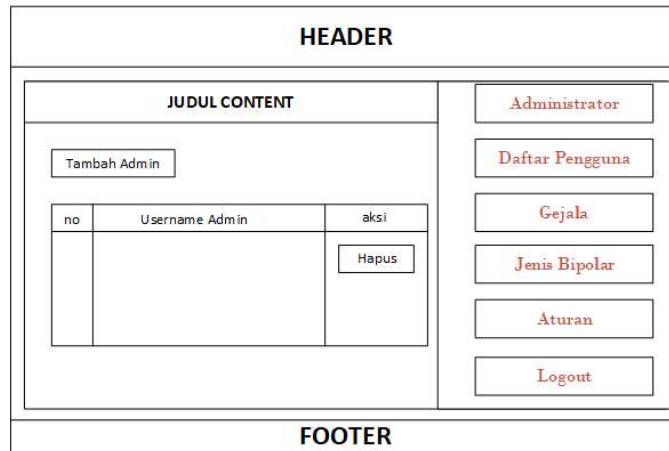 HEADER
JUDUL CONTENT
Tambah Admin
no Username Admin aksi
Hapus
Administrator
Daftar Pengguna
Gejala
Jenis Bipolar
Aturan
Logout
FOOTER